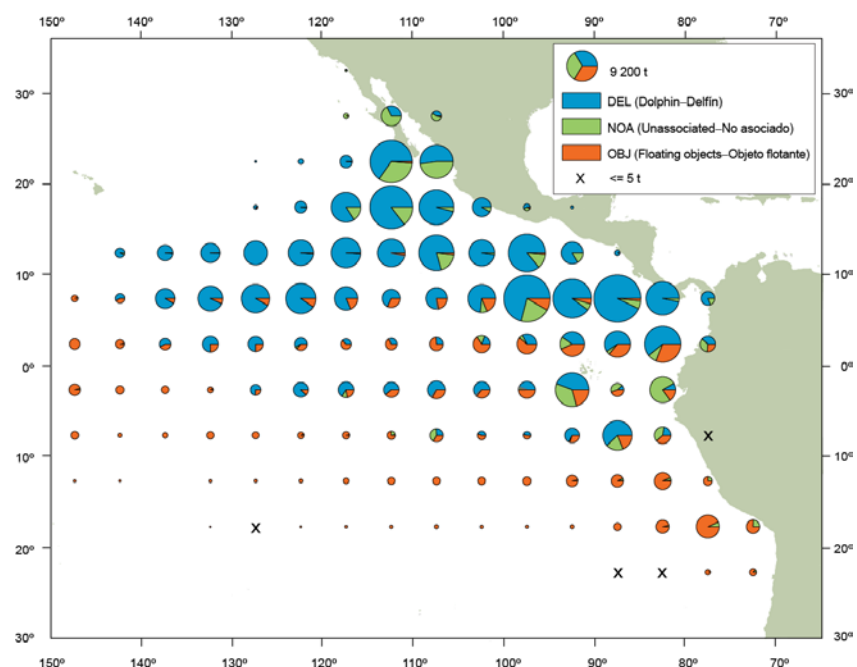 150° 140° 130° 120° 110° 100° 90° 80° 70°
30° 30°
9 200 t
DEL (Dolphin–Delfín)
NOA (Unassociated–No asociado)
OBJ (Floating objects–Objeto flotante)
X <= 5 t
20° 20°
10° 10°
0° 0°
X
10° 10°
X
20° 20°
X X
30° 30°
150° 140° 130° 120° 110° 100° 90° 80° 70°